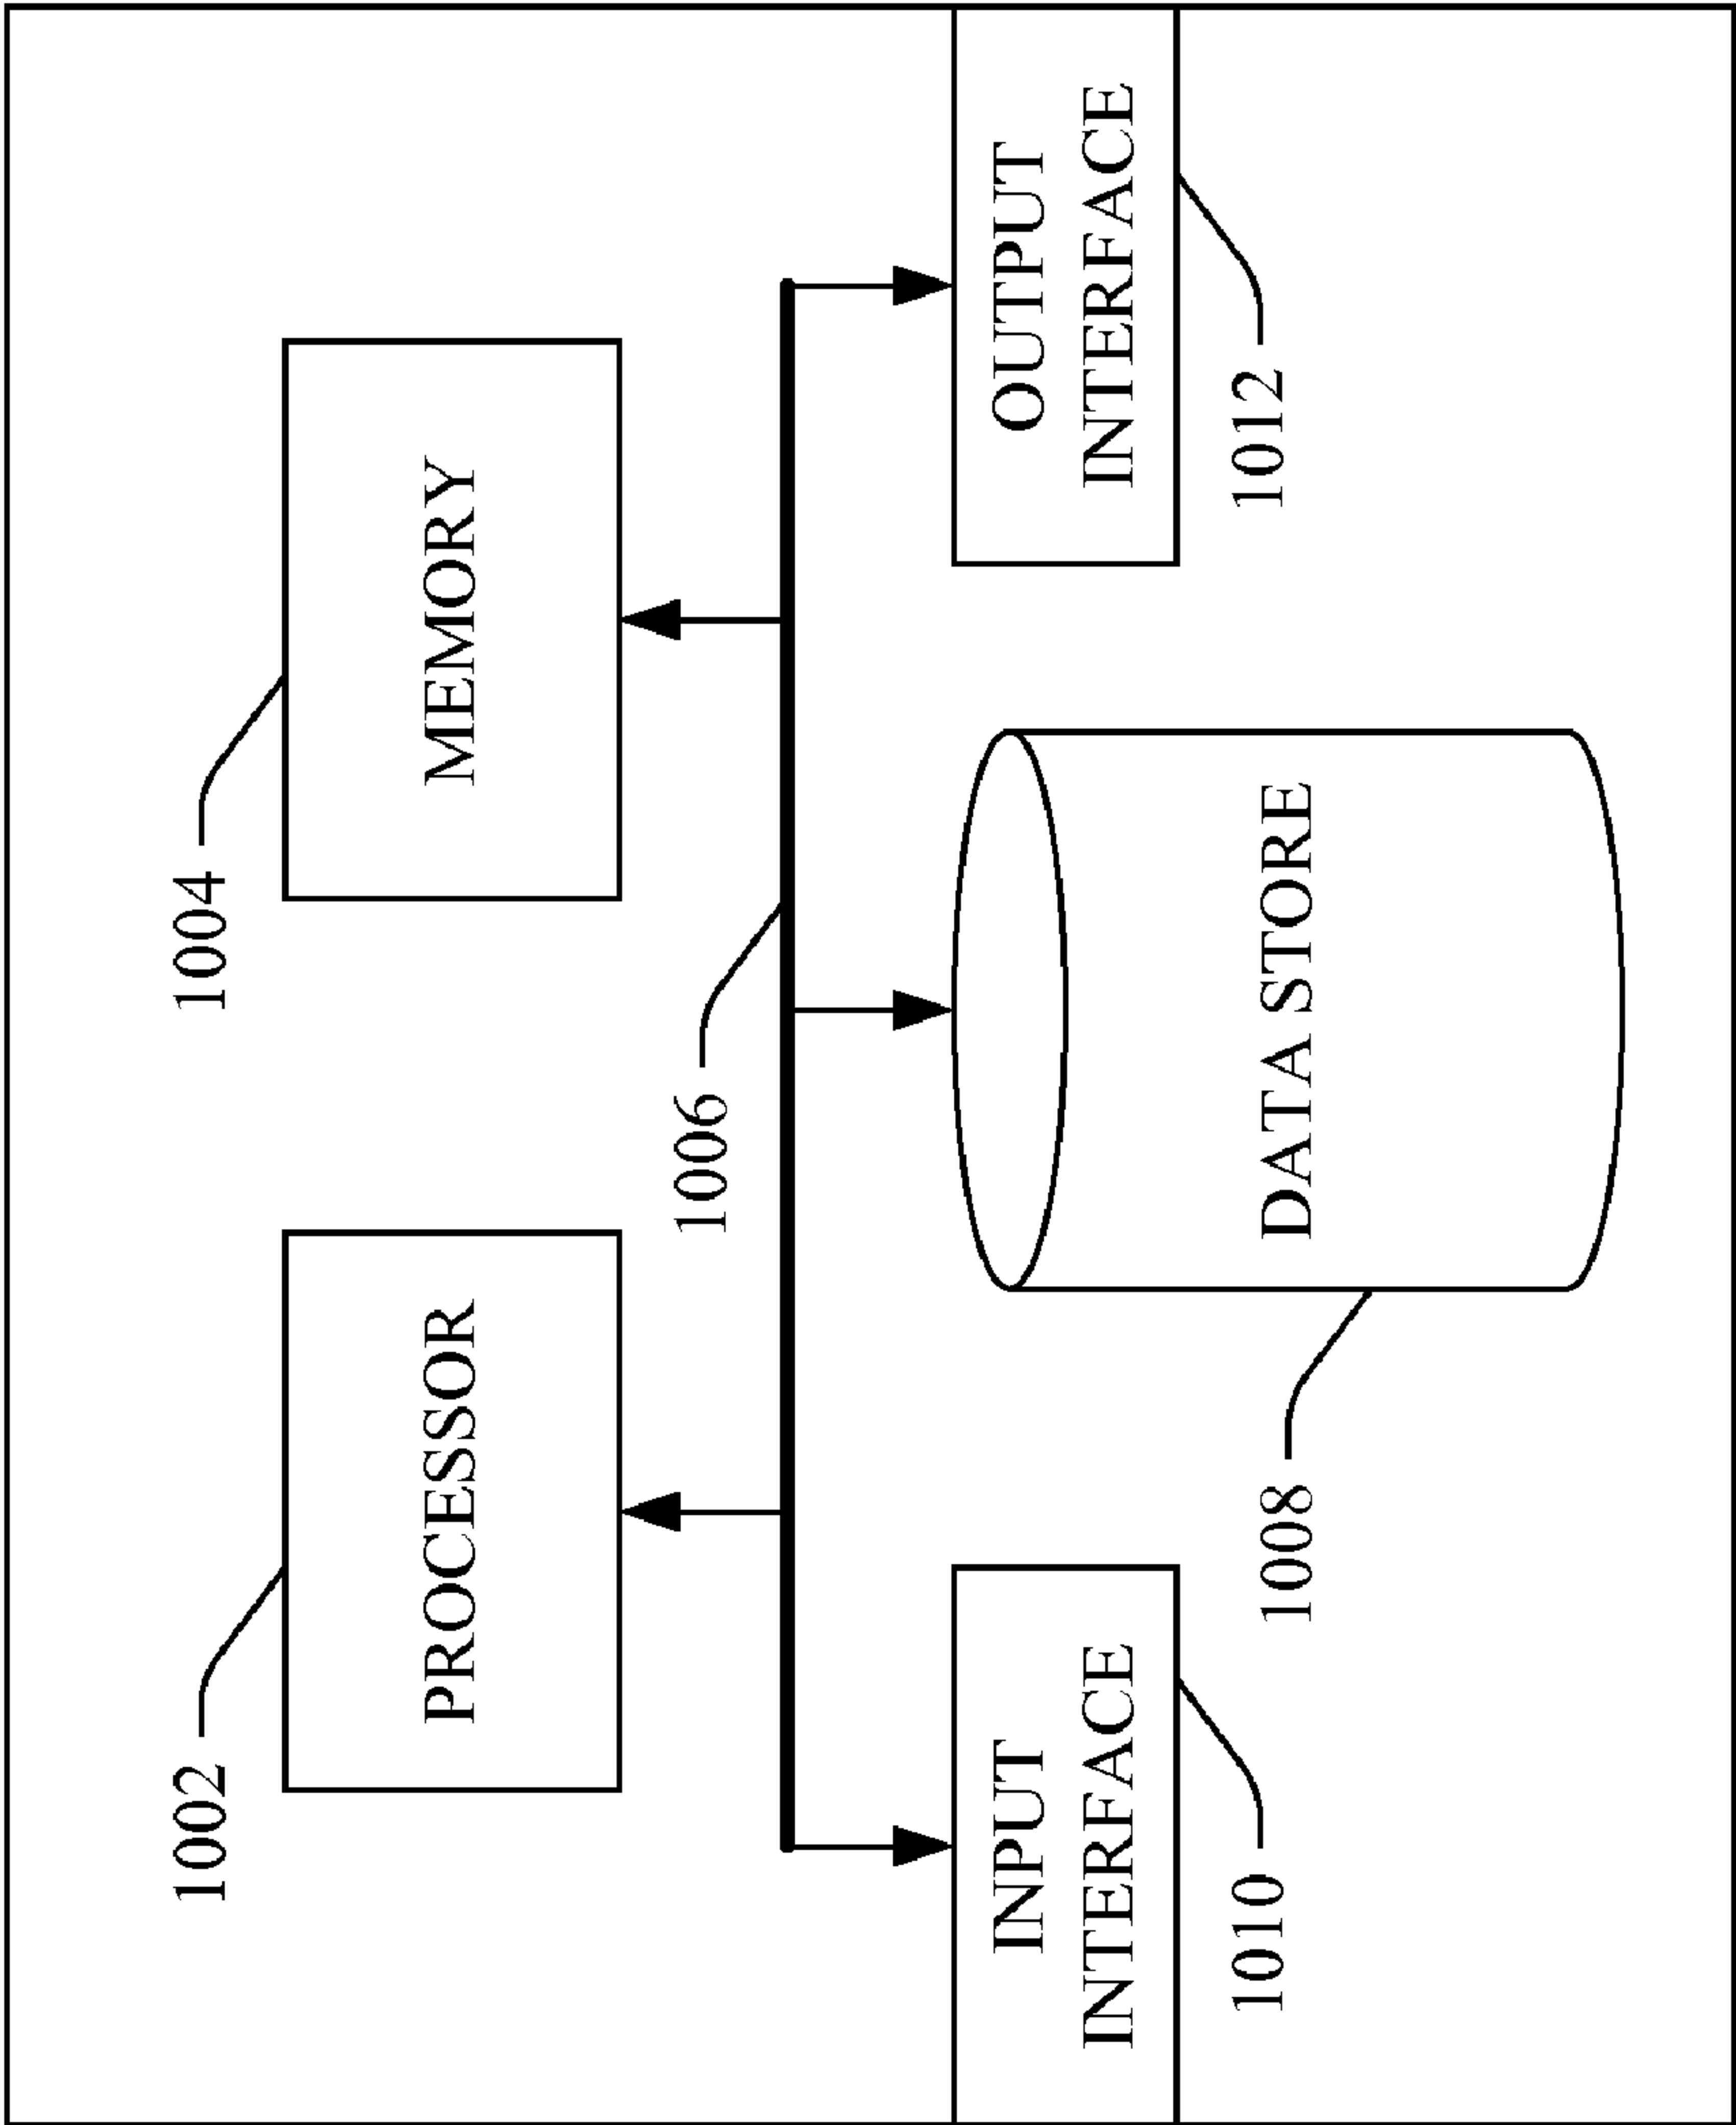 1002
1004
PROCESSOR
MEMORY
1006
INPUT
INTERFACE
OUTPUT
INTERFACE
1010
1012
DATA STORE
1008